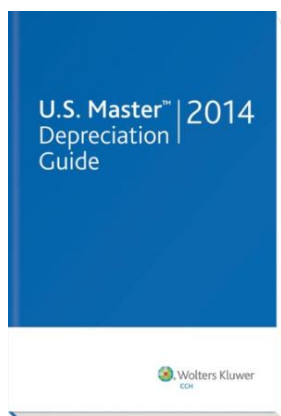 U.S. Master™ | 2014
Depreciation
Guide
Wolters Kluwer
CCH